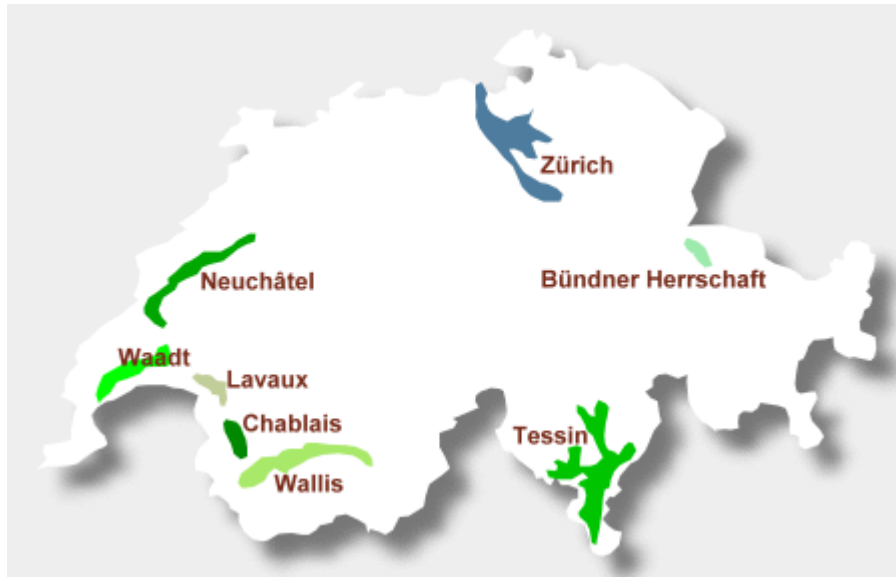 Zürich
Neuchâtel
Bündner Herrschaft
Waadt
Lavaux
Chablais
Tessin
Wallis